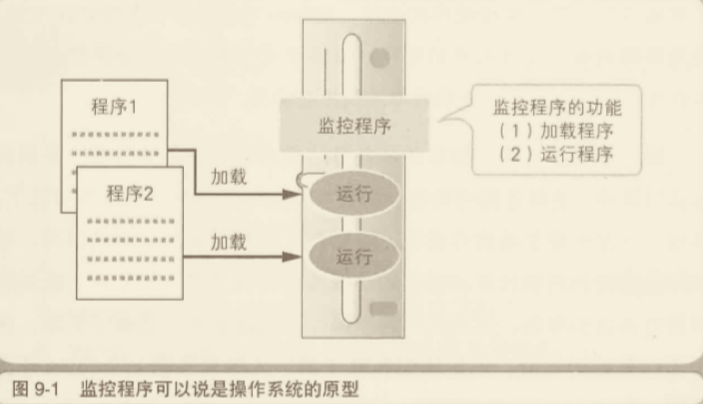 程序1
程序2
加载
加载
监控程序
运行
运行
监控程序的功能
（1）加载程序
（2）运行程序
图 9-1 监控程序可以说是操作系统的原型